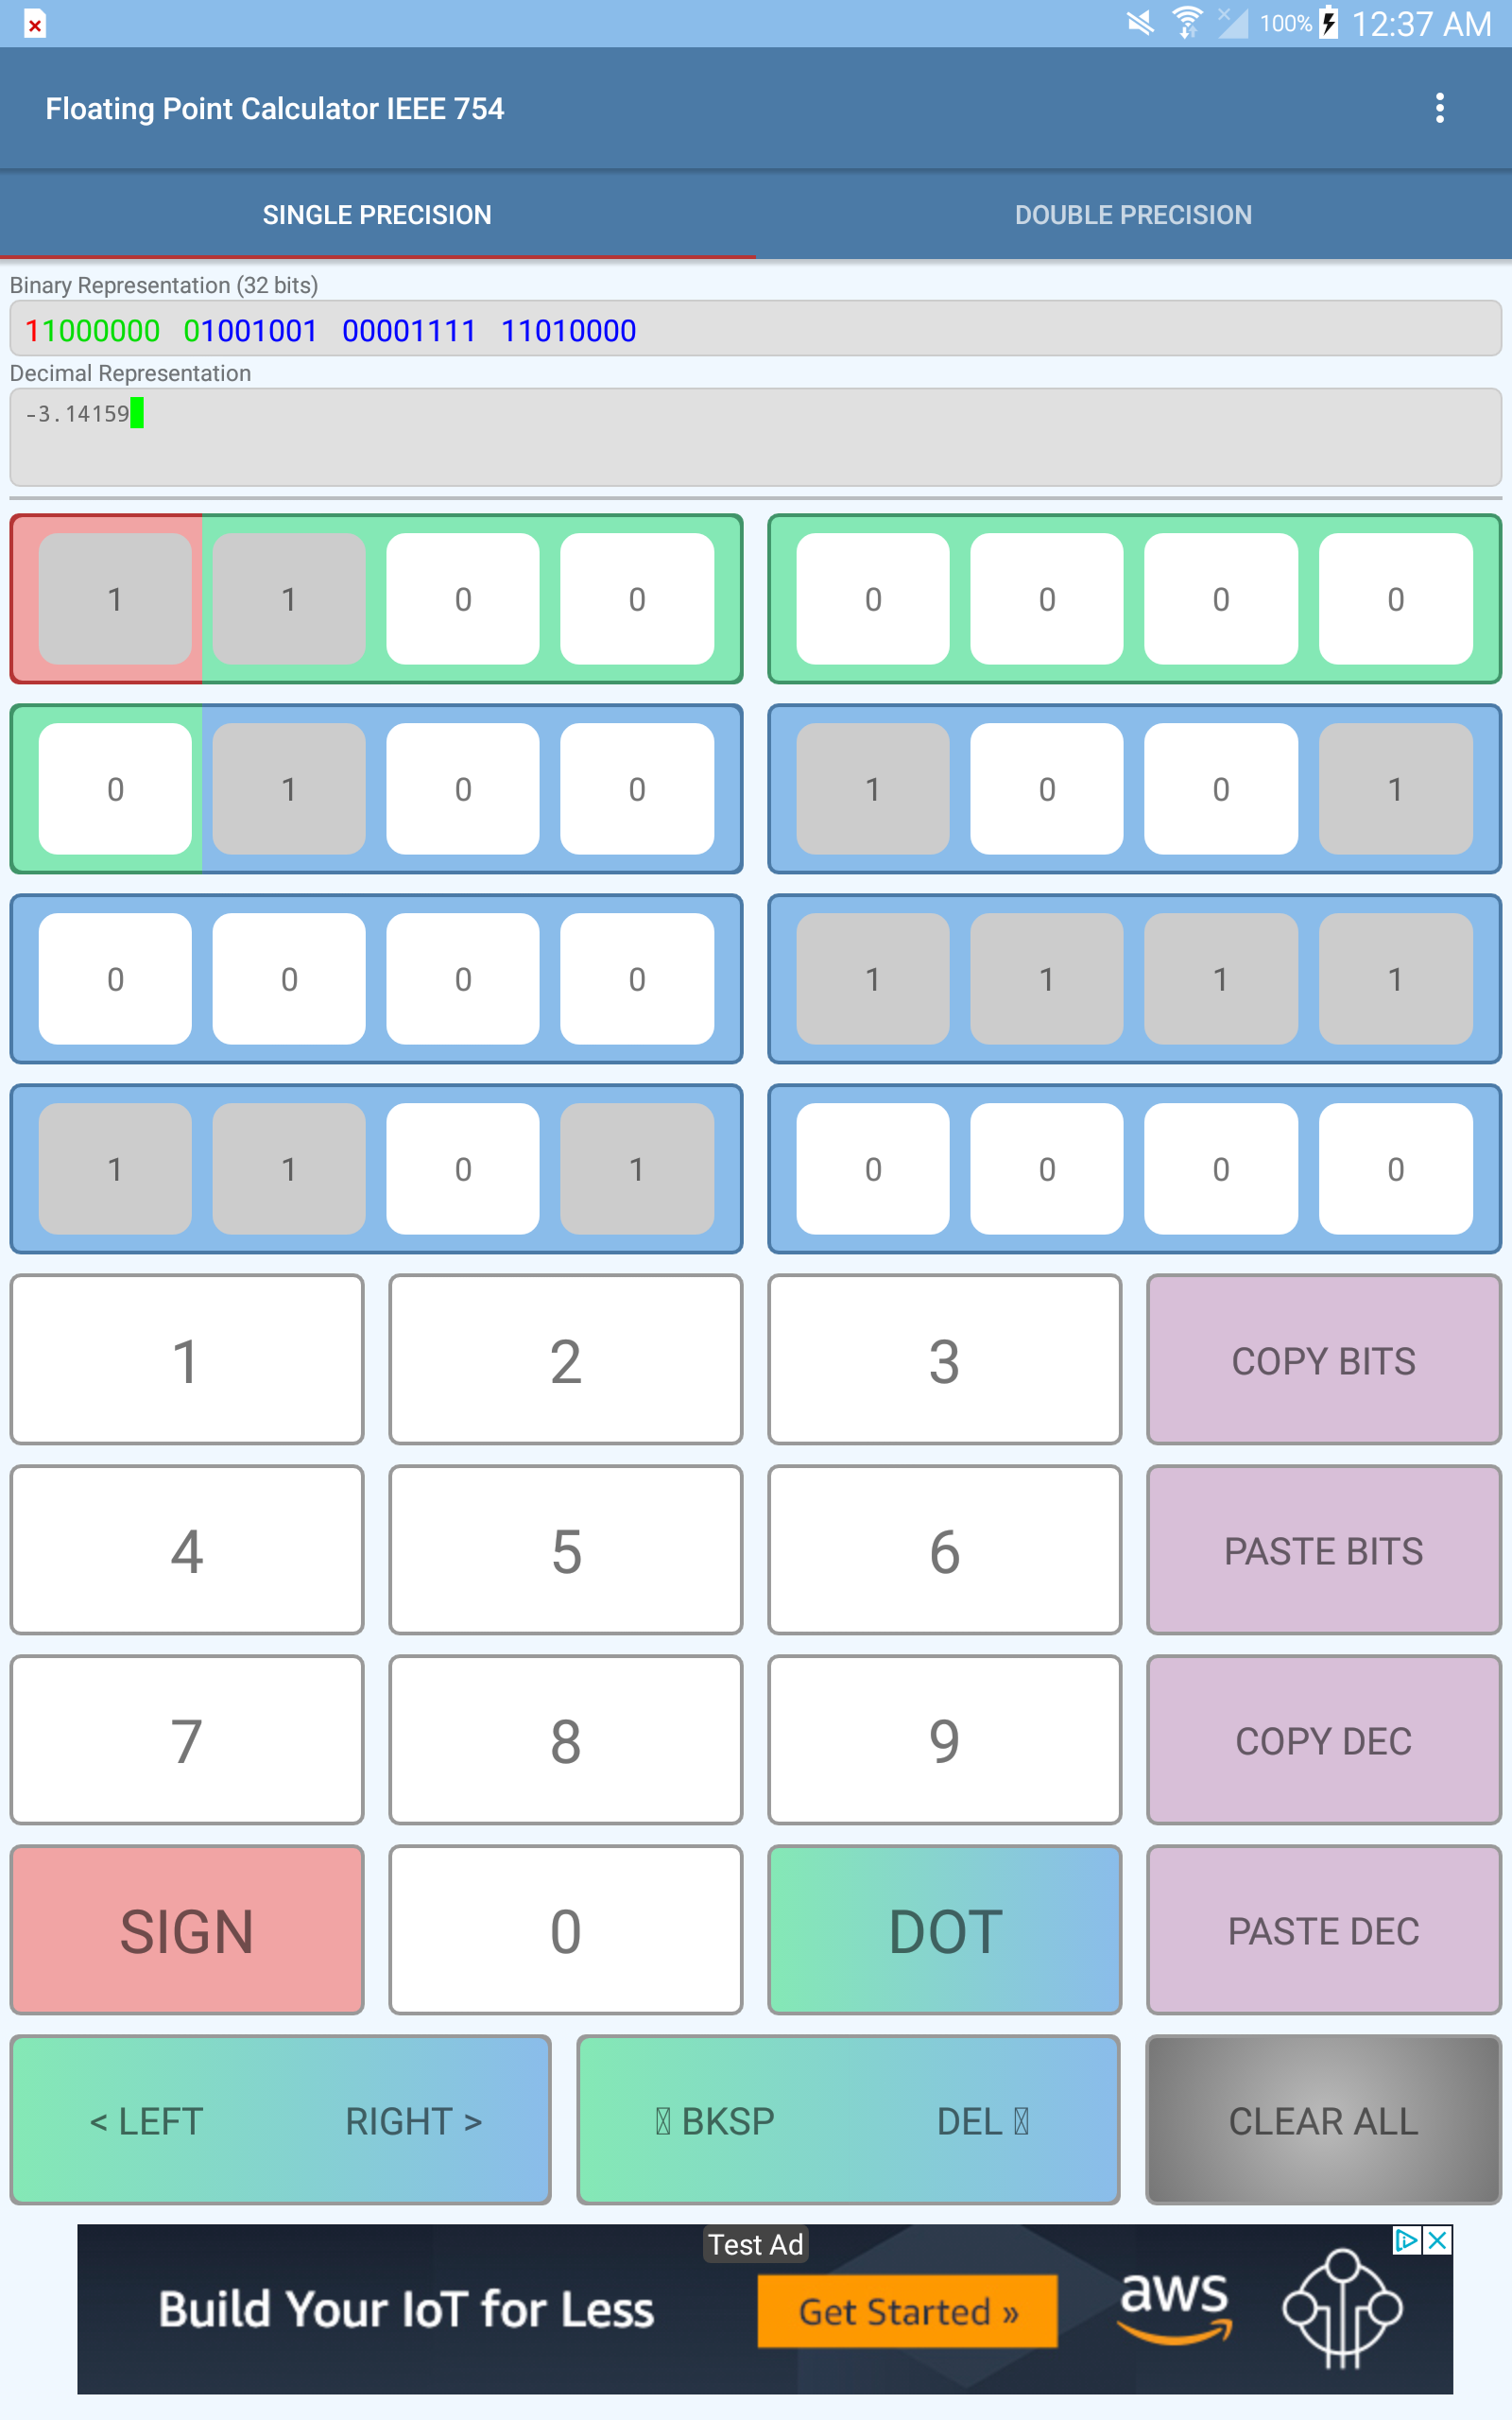 100% 12:37 AM
Floating Point Calculator IEEE 754
SINGLE PRECISION DOUBLE PRECISION
Binary Representation (32 bits)
11000000 01001001 00001111 11010000
Decimal Representation
-3.14159
1 1 0 0 0 0 0 0
0 1 0 0 1 0 0 1
0 0 0 0 1 1 1 1
1 1 0 1 0 0 0 0
1 2 3 COPY BITS
4 5 6 PASTE BITS
7 8 9 COPY DEC
SIGN 0 DOT PASTE DEC
< LEFT RIGHT > BKSP DEL CLEAR ALL
Test Ad
Build Your IoT for Less Get Started » aws